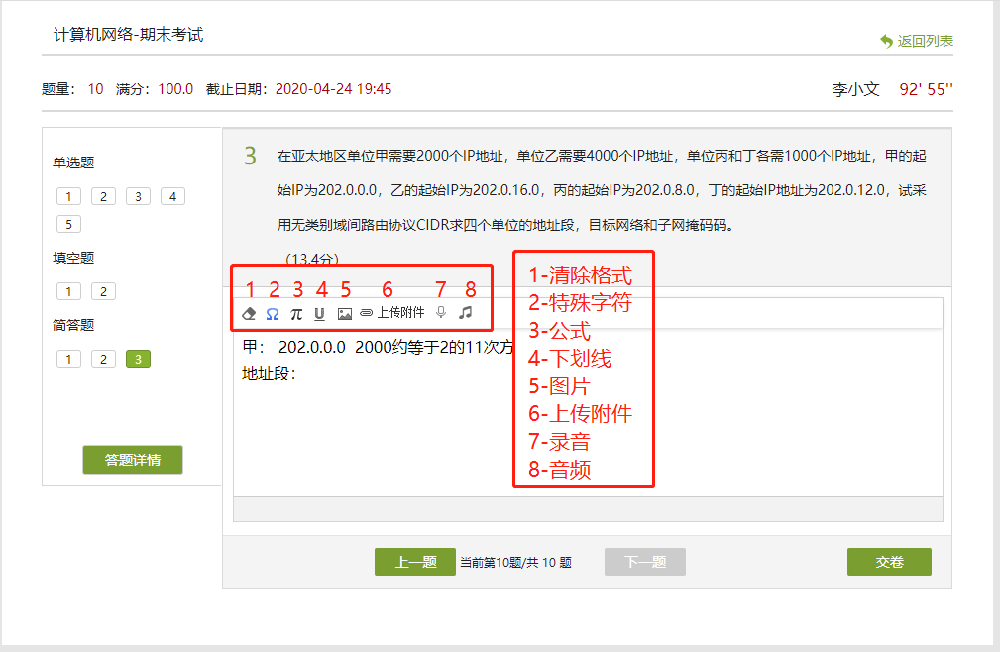 计算机网络-期末考试
返回列表
题量： 10 满分：100.0 截止日期：2020-04-24 19:45
李小文 92' 55''
单选题
1 2 3 4
5
填空题
1 2
简答题
1 2 3
答题详情
3 在亚太地区单位甲需要2000个IP地址，单位乙需要4000个IP地址，单位丙和丁各需1000个IP地址，甲的起
始IP为202.0.0.0，乙的起始IP为202.0.16.0，丙的起始IP为202.0.8.0，丁的起始IP地址为202.0.12.0，试采
用无类别域间路由协议CIDR求四个单位的地址段，目标网络和子网掩码码。
（13.4分）
1 2 3 4 5 6 7 8
Ω π U 上传附件
甲： 202.0.0.0 2000约等于2的11次方
地址段：
1-清除格式
2-特殊字符
3-公式
4-下划线
5-图片
6-上传附件
7-录音
8-音频
上一题 当前第10题/共 10 题 下一题 交卷